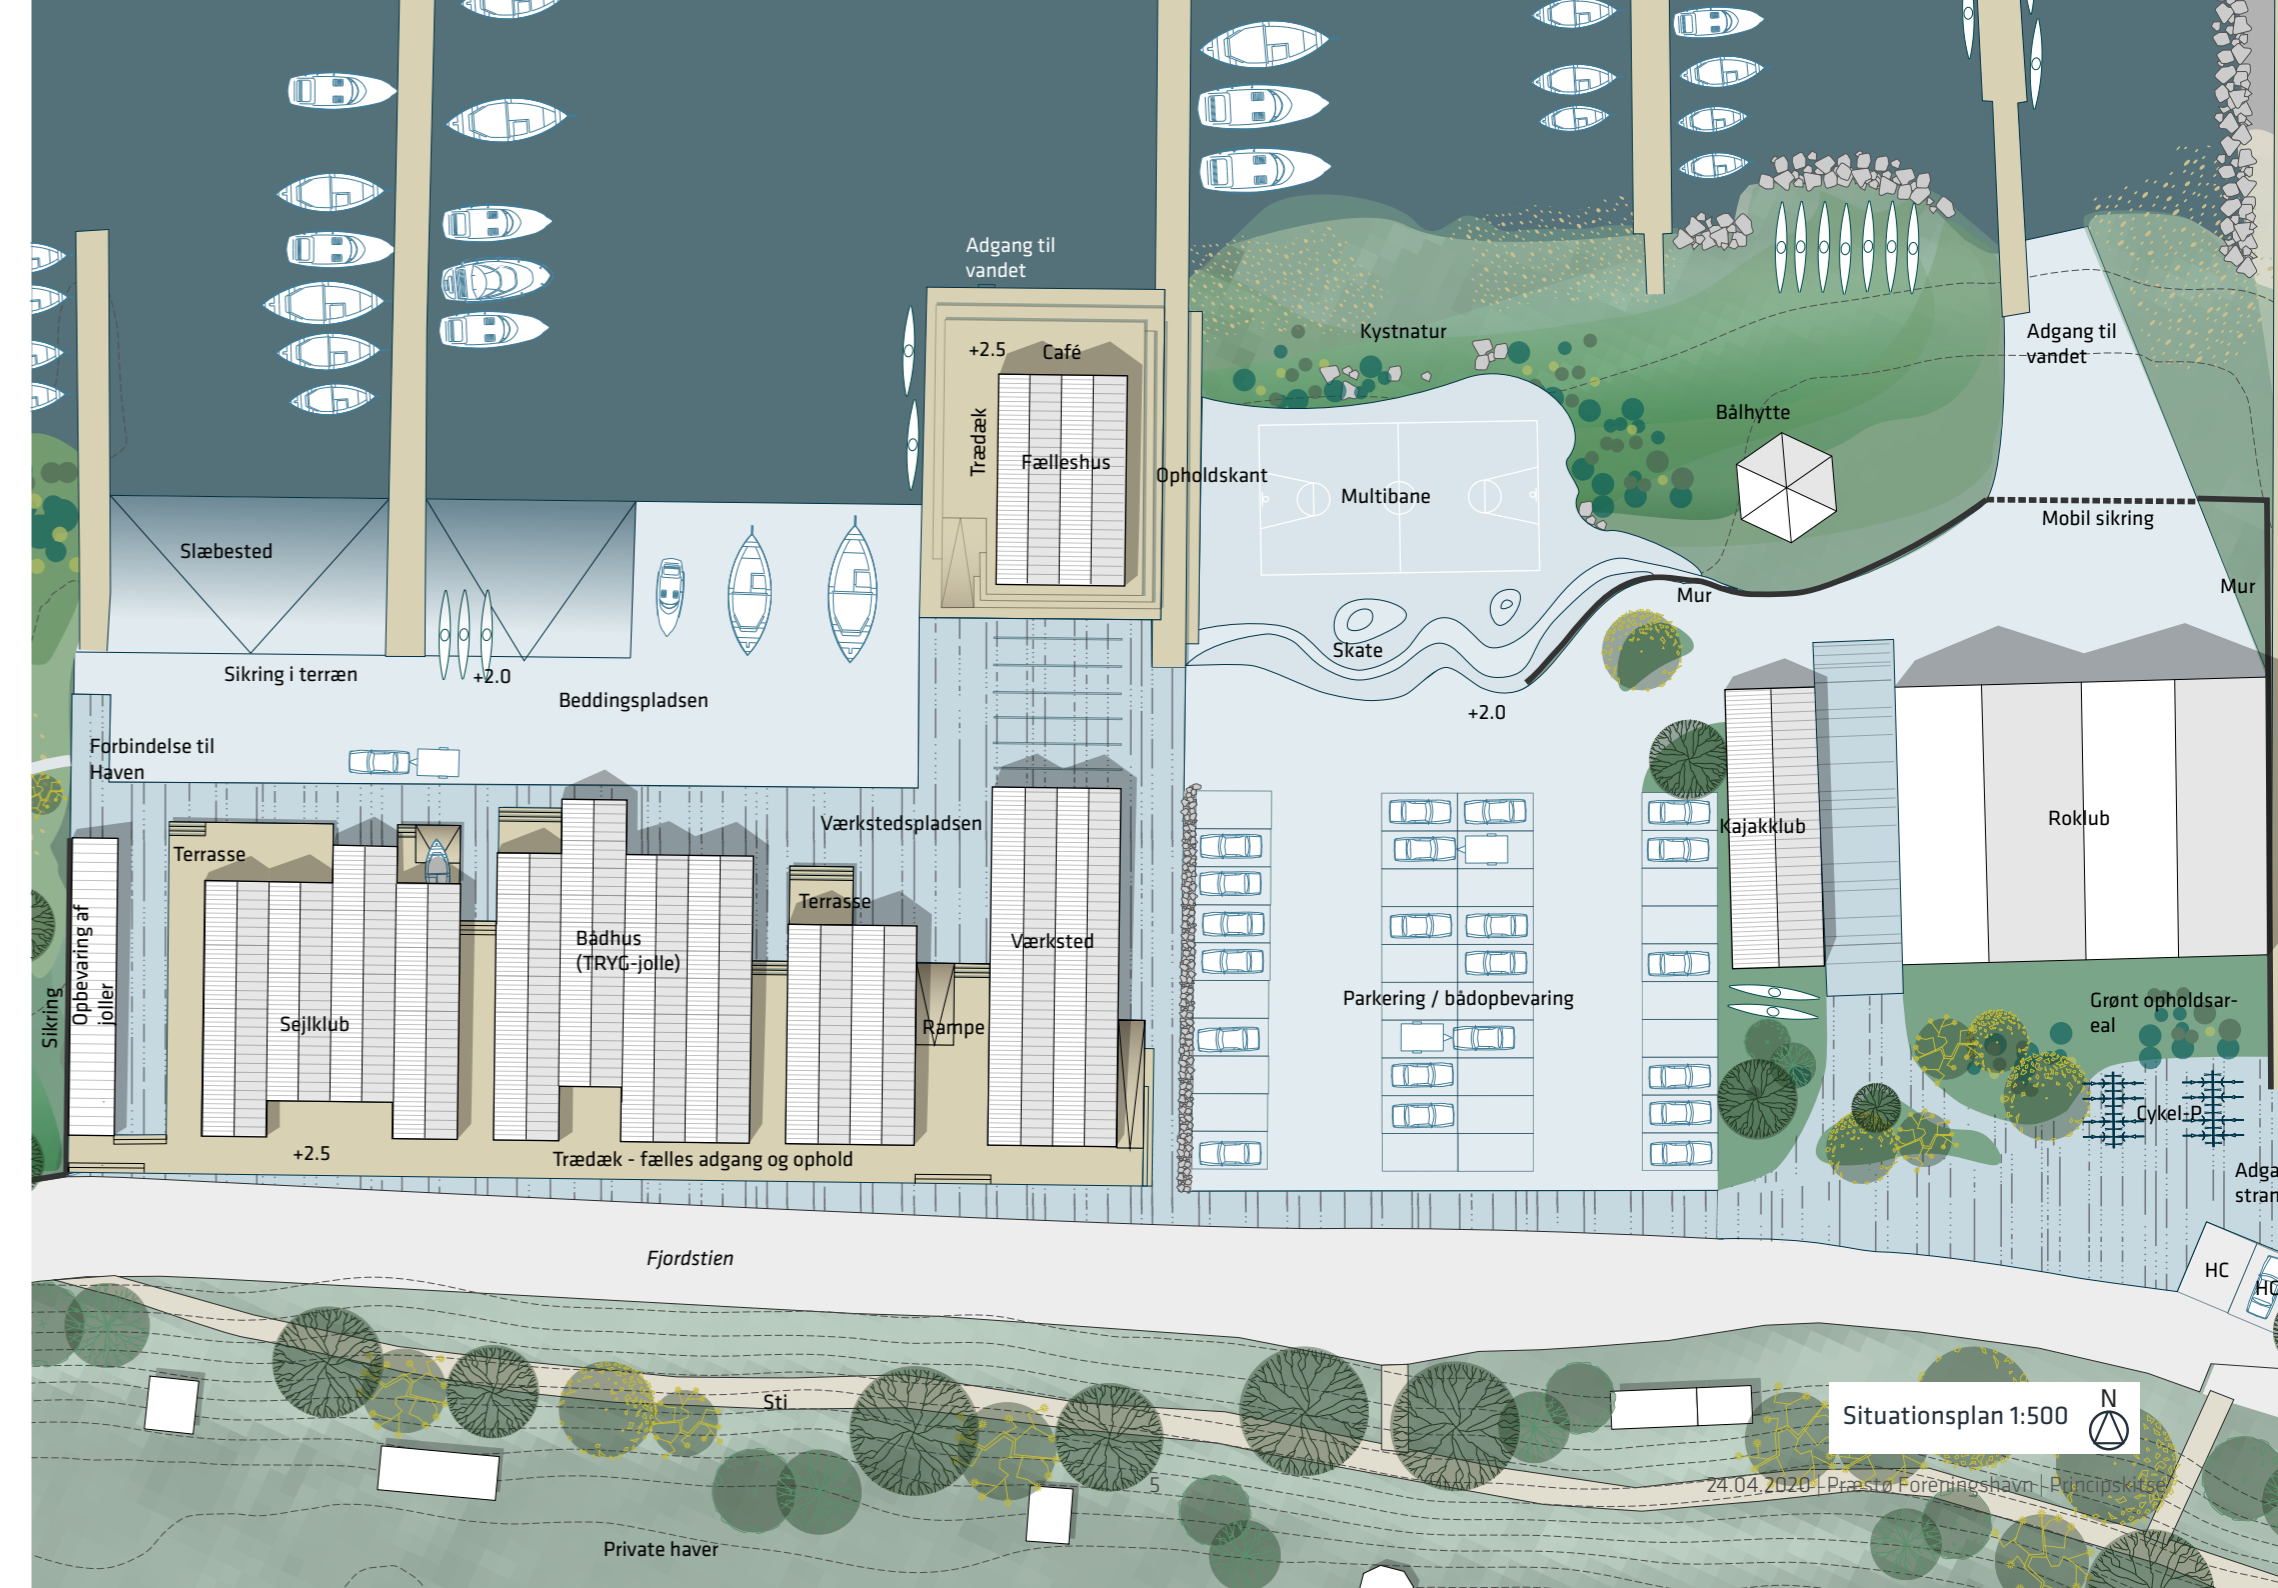 Adgang til
vandet
+2.5
Café
Trædæk
Fælleshus
Opholdskant
Kystnatur
Multibane
Bålhytte
Adgang til
vandet
Mobil sikring
Mur
Mur
Skate
+2.0
Slæbested
Sikring i terræn
+2.0
Beddingspladsen
Forbindelse til
Haven
Værkstedspladsen
Terrasse
Terrasse
Opbevaring af
joller
Sikring
Sejlklub
Bådhus
(TRYG-jolle)
Værksted
Rampe
+2.5
Trædæk - fælles adgang og ophold
Parkering / bådopbevaring
Kajakklub
Roklub
Grønt opholdsar-
eal
Cykel-P
Adga
stran
HC
HC
Fjordstien
Sti
Private haver
Situationsplan 1:500
N
5
24.04.2020 | Præstø Foreningshavn | Principskitse